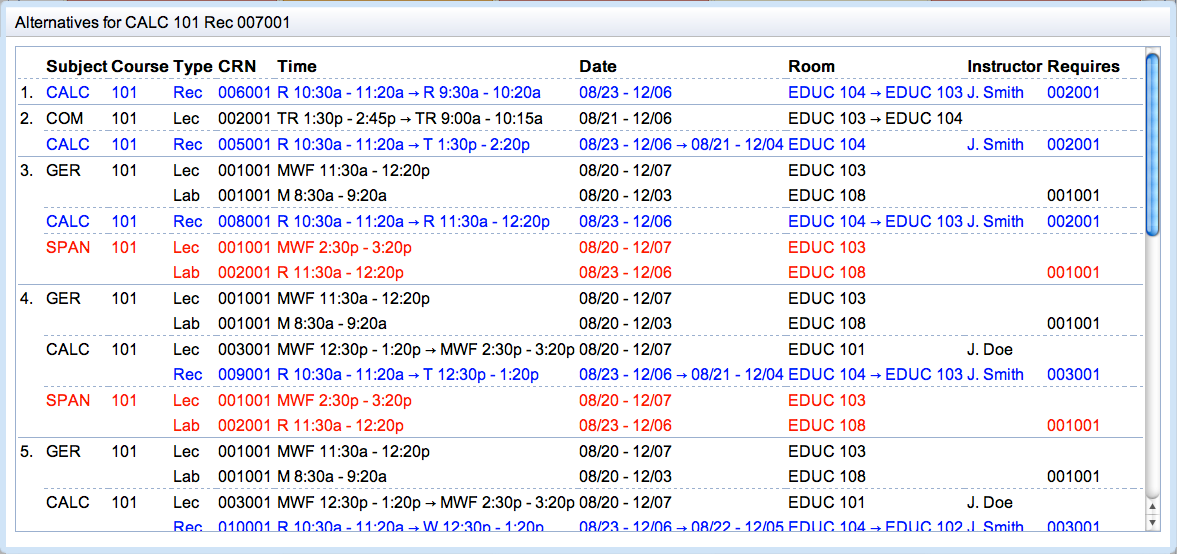 Alternatives for CALC 101 Rec 007001
Subject Course Type CRN Time Date Room Instructor Requires
1. CALC 101 Rec 006001 R 10:30a - 11:20a → R 9:30a - 10:20a 08/23 - 12/06 EDUC 104 → EDUC 103 J. Smith 002001
2. COM 101 Lec 002001 TR 1:30p - 2:45p → TR 9:00a - 10:15a 08/21 - 12/06 EDUC 103 → EDUC 104
CALC 101 Rec 005001 R 10:30a - 11:20a → T 1:30p - 2:20p 08/23 - 12/06 → 08/21 - 12/04 EDUC 104 J. Smith 002001
3. GER 101 Lec 001001 MWF 11:30a - 12:20p 08/20 - 12/07 EDUC 103
Lab 001001 M 8:30a - 9:20a 08/20 - 12/03 EDUC 108 001001
CALC 101 Rec 008001 R 10:30a - 11:20a → R 11:30a - 12:20p 08/23 - 12/06 EDUC 104 → EDUC 103 J. Smith 002001
SPAN 101 Lec 001001 MWF 2:30p - 3:20p 08/20 - 12/07 EDUC 103
Lab 002001 R 11:30a - 12:20p 08/23 - 12/06 EDUC 108 001001
4. GER 101 Lec 001001 MWF 11:30a - 12:20p 08/20 - 12/07 EDUC 103
Lab 001001 M 8:30a - 9:20a 08/20 - 12/03 EDUC 108 001001
CALC 101 Lec 003001 MWF 12:30p - 1:20p → MWF 2:30p - 3:20p 08/20 - 12/07 EDUC 101 J. Doe
Rec 009001 R 10:30a - 11:20a → T 12:30p - 1:20p 08/23 - 12/06 → 08/21 - 12/04 EDUC 104 → EDUC 103 J. Smith 003001
SPAN 101 Lec 001001 MWF 2:30p - 3:20p 08/20 - 12/07 EDUC 103
Lab 002001 R 11:30a - 12:20p 08/23 - 12/06 EDUC 108 001001
5. GER 101 Lec 001001 MWF 11:30a - 12:20p 08/20 - 12/07 EDUC 103
Lab 001001 M 8:30a - 9:20a 08/20 - 12/03 EDUC 108 001001
CALC 101 Lec 003001 MWF 12:30p - 1:20p → MWF 2:30p - 3:20p 08/20 - 12/07 EDUC 101 J. Doe
Rec 010001 R 10:30a - 11:20a → W 12:30p - 1:20p 08/23 - 12/06 → 08/22 - 12/05 EDUC 104 → EDUC 102 J. Smith 003001